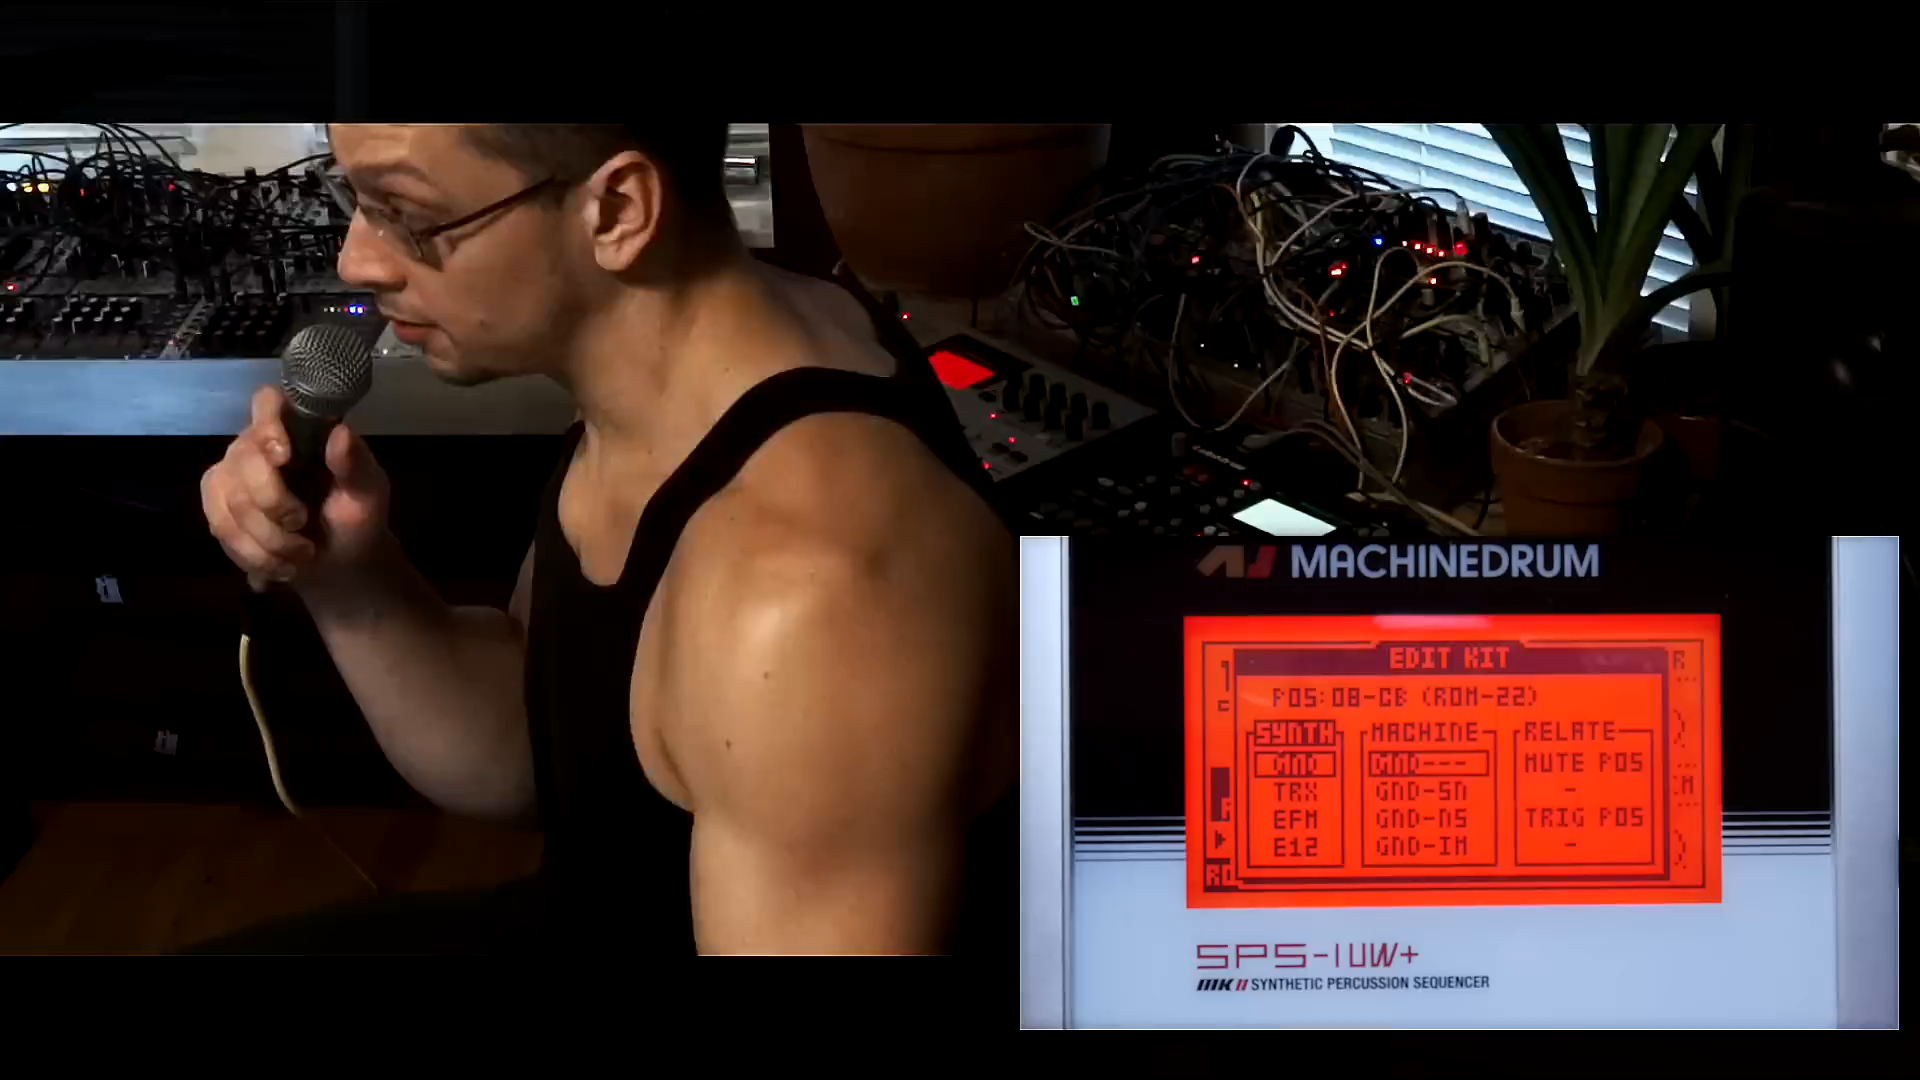 MACHINEDRUM
EDIT KIT
POS:08-CB (ROM-22)
SYNTH MACHINE RELATE
GND GND--- MUTE POS
TRX GND-SN -
EFM GND-NS TRIG POS
E12 GND-IM -
SPS-1UW+
MKII SYNTHETIC PERCUSSION SEQUENCER